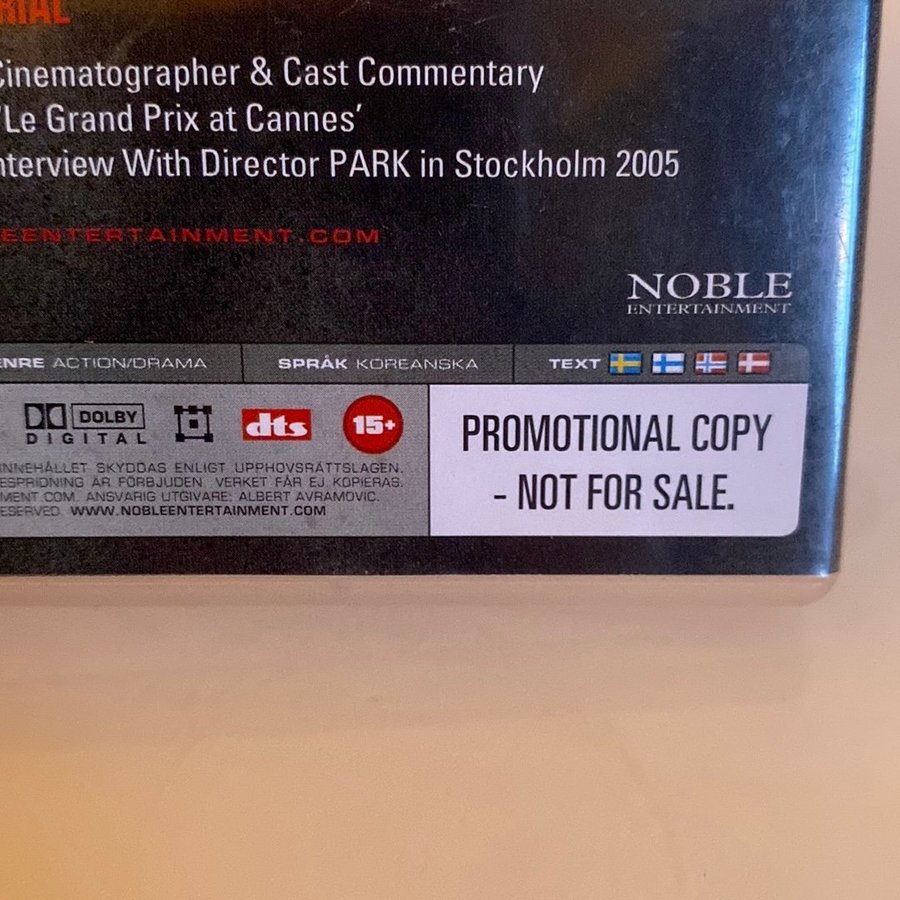 RIAL
Cinematographer & Cast Commentary
'Le Grand Prix at Cannes'
nterview With Director PARK in Stockholm 2005
EENTERTAINMENT.COM
NOBLE
ENTERTAINMENT
ENRE ACTION/DRAMA SPRÅK KOREANSKA TEXT
DOLBY
DIGITAL
dts
15+
INNEHÅLLET SKYDDAS ENLIGT UPPHOVSRÄTTSLAGEN.
ESPRIDNING ÄR FÖRBJUDEN. VERKET FÅR EJ KOPIERAS.
MENT.COM. ANSVARIG UTGIVARE: ALBERT AVRAMOVIC.
ESERVED. WWW.NOBLEENTERTAINMENT.COM
PROMOTIONAL COPY
- NOT FOR SALE.